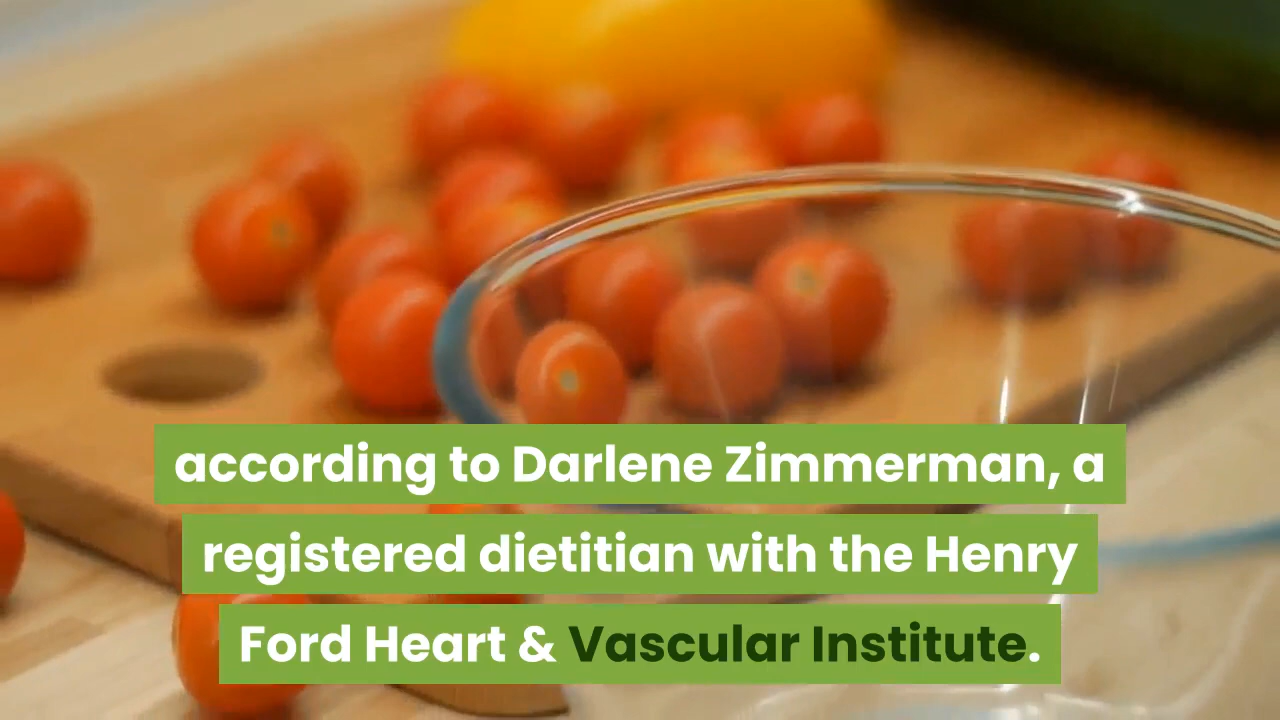 according to Darlene Zimmerman, a
registered dietitian with the Henry
Ford Heart & Vascular Institute.